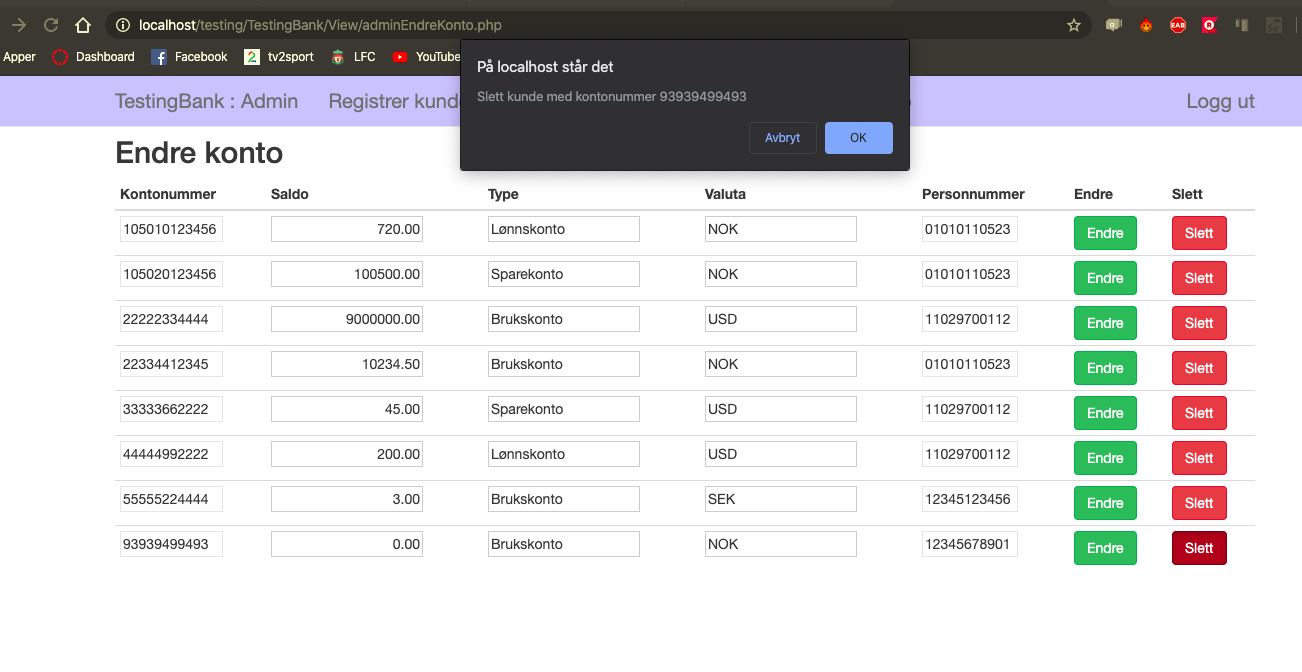 localhost/testing/TestingBank/View/adminEndreKonto.php
Apper Dashboard Facebook tv2sport LFC YouTube
På localhost står det
Slett kunde med kontonummer 93939499493
Avbryt OK
TestingBank : Admin Registrer kunde Logg ut
Endre konto
Kontonummer Saldo Type Valuta Personnummer Endre Slett
105010123456 720.00 Lønnskonto NOK 01010110523 Endre Slett
105020123456 100500.00 Sparekonto NOK 01010110523 Endre Slett
22222334444 9000000.00 Brukskonto USD 11029700112 Endre Slett
22334412345 10234.50 Brukskonto NOK 01010110523 Endre Slett
33333662222 45.00 Sparekonto USD 11029700112 Endre Slett
44444992222 200.00 Lønnskonto USD 11029700112 Endre Slett
55555224444 3.00 Brukskonto SEK 12345123456 Endre Slett
93939499493 0.00 Brukskonto NOK 12345678901 Endre Slett